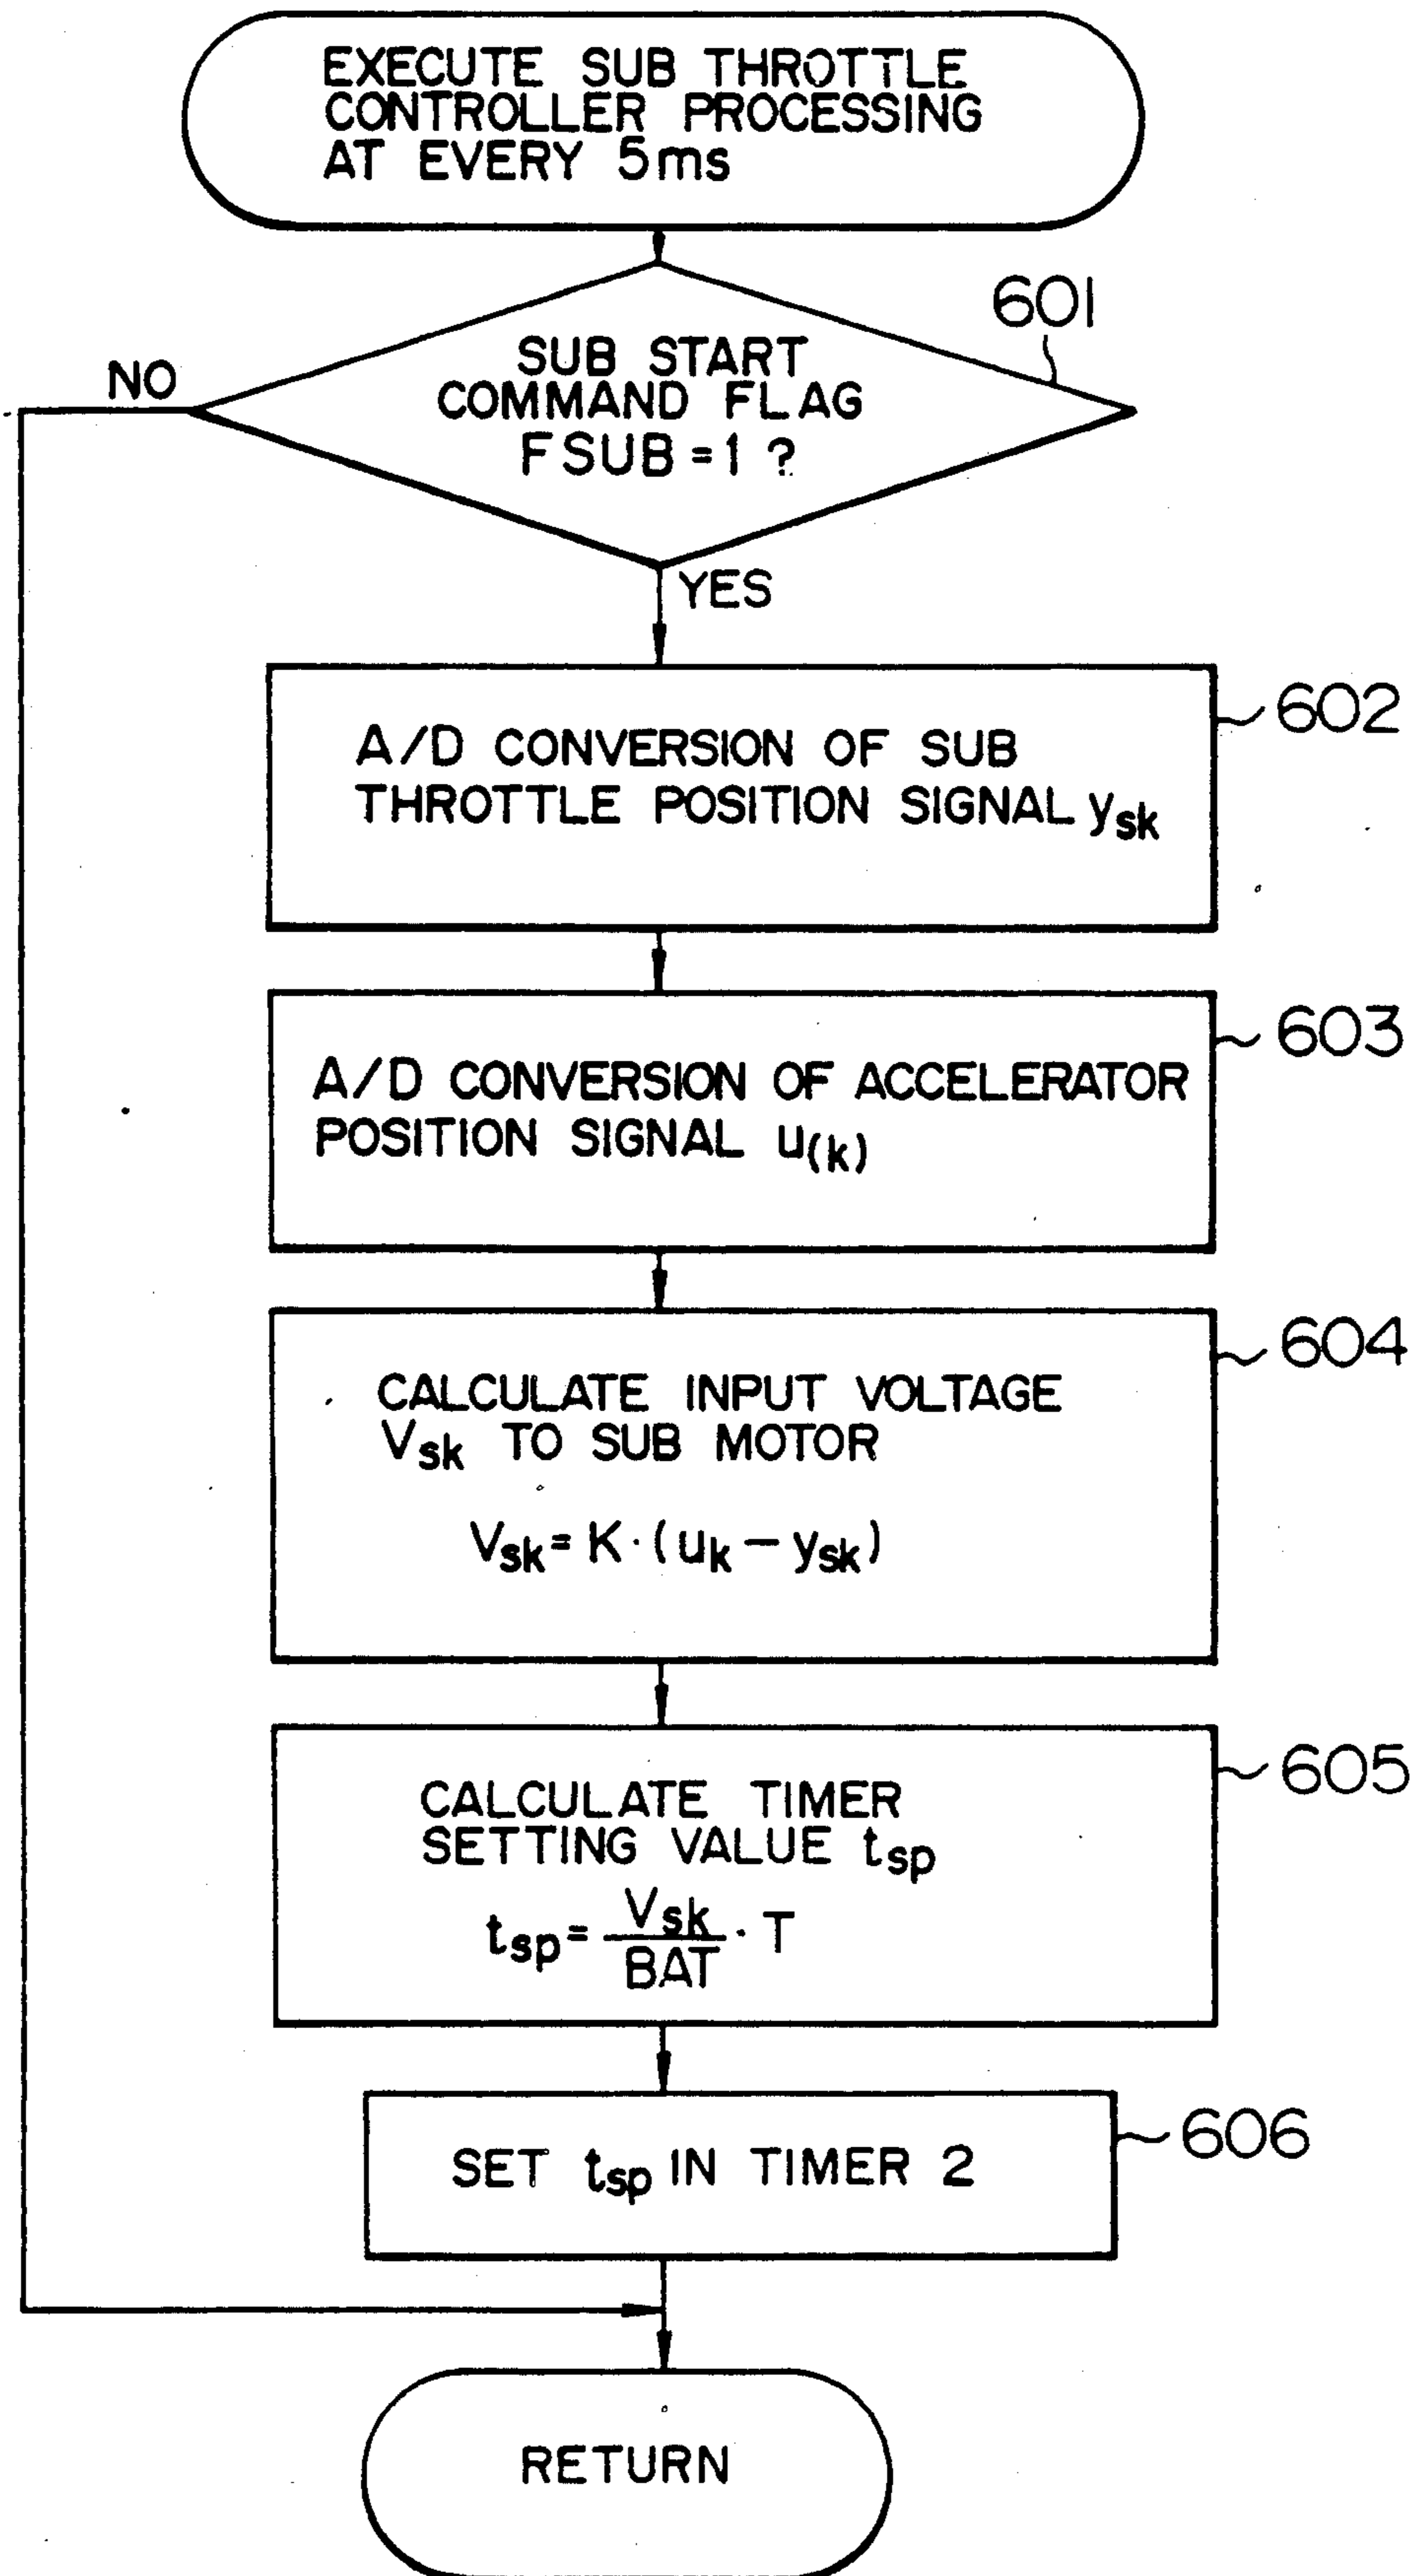 EXECUTE SUB THROTTLE
CONTROLLER PROCESSING
AT EVERY 5ms
601
NO
SUB START
COMMAND FLAG
FSUB = 1 ?
YES
602
A/D CONVERSION OF SUB
THROTTLE POSITION SIGNAL ysk
603
A/D CONVERSION OF ACCELERATOR
POSITION SIGNAL u(k)
604
CALCULATE INPUT VOLTAGE
Vsk TO SUB MOTOR
Vsk = K · (uk − ysk)
605
CALCULATE TIMER
SETTING VALUE tsp
tsp = Vsk / BAT · T
606
SET tsp IN TIMER 2
RETURN